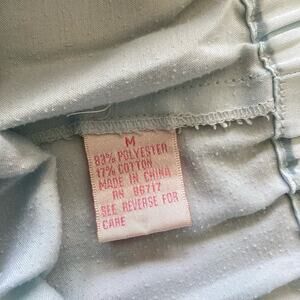 M
83% POLYESTER
17% COTTON
MADE IN CHINA
RN 86717
SEE REVERSE FOR
CARE